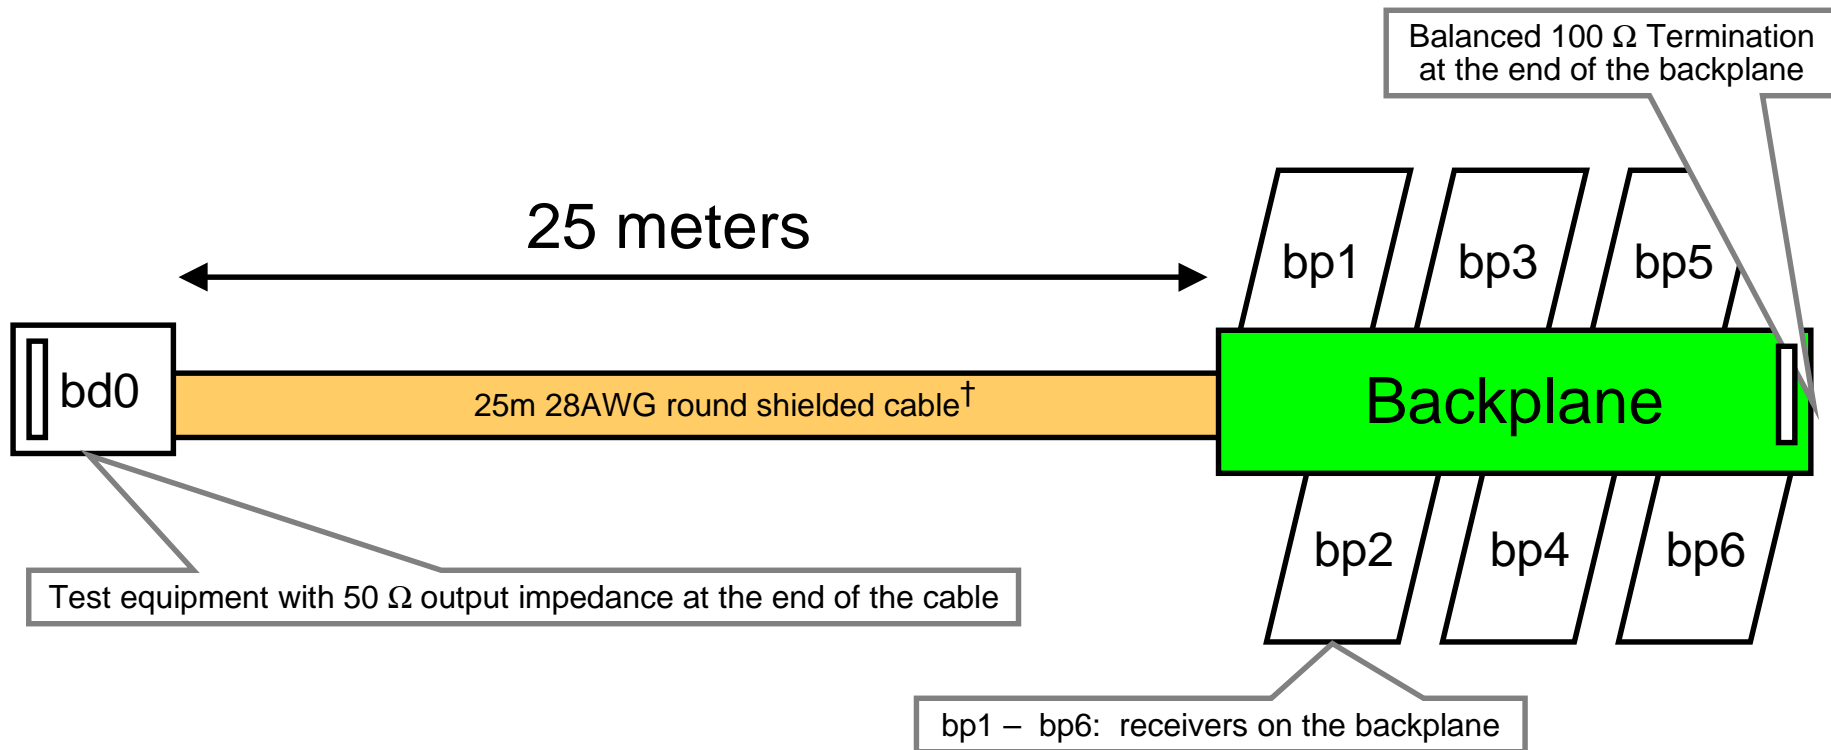 Balanced 100 Ω Termination
at the end of the backplane
25 meters
bp1
bp3
bp5
bd0
25m 28AWG round shielded cable†
Backplane
bp2
bp4
bp6
Test equipment with 50 Ω output impedance at the end of the cable
bp1 – bp6: receivers on the backplane